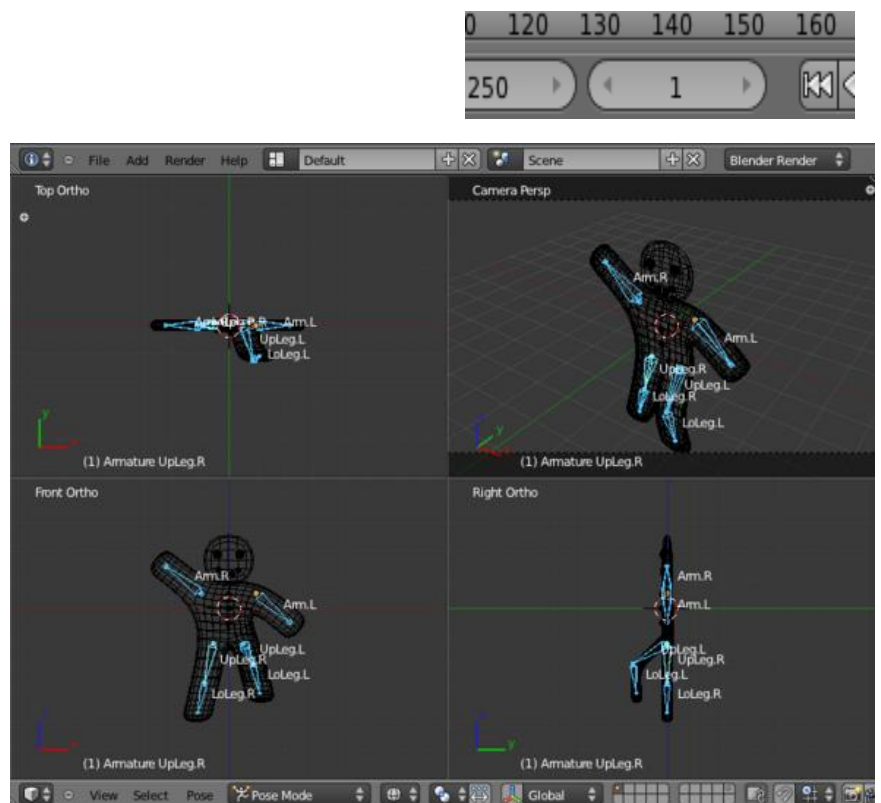 0 120 130 140 150 160
250 1
File Add Render Help Default Scene Blender Render
Top Ortho
Arm.L
UpLeg.L
LoLeg.L
y
(1) Armature UpLeg.R
Camera Persp
Arm.R
Arm.L
UpLeg.R
UpLeg.L
LoLeg.R
LoLeg.L
y
(1) Armature UpLeg.R
Front Ortho
Arm.R
Arm.L
UpLeg.L
UpLeg.R
LoLeg.L
LoLeg.R
(1) Armature UpLeg.R
Right Ortho
Arm.R
Arm.L
UpLeg.L
UpLeg.R
LoLeg.L
LoLeg.R
y
(1) Armature UpLeg.R
View Select Pose Pose Mode Global